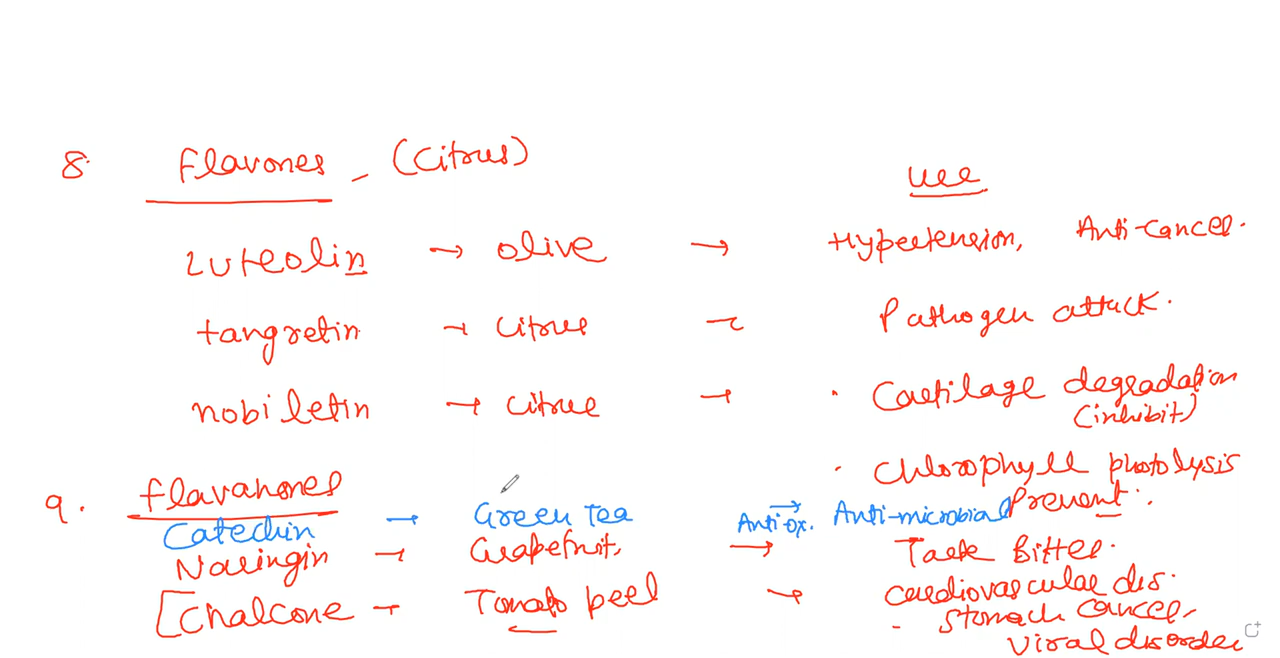 8. Flavones - (Citrus)
Use
Luteolin → olive → Hypertension, Anti-Cancer.
tangretin → citrus → Pathogen attack.
nobiletin → citrus → . Cartilage degradation
(inhibit)
. Chlorophyll photolysis
Prevent.
9. flavanones
Catechin → Green Tea → Anti-ox. Anti-microbial
Naringin → Grapefruit, → Taste Bitter.
[Chalcone → Tomato peel → cardiovascular dis.
. Stomach cancer,
viral disorder